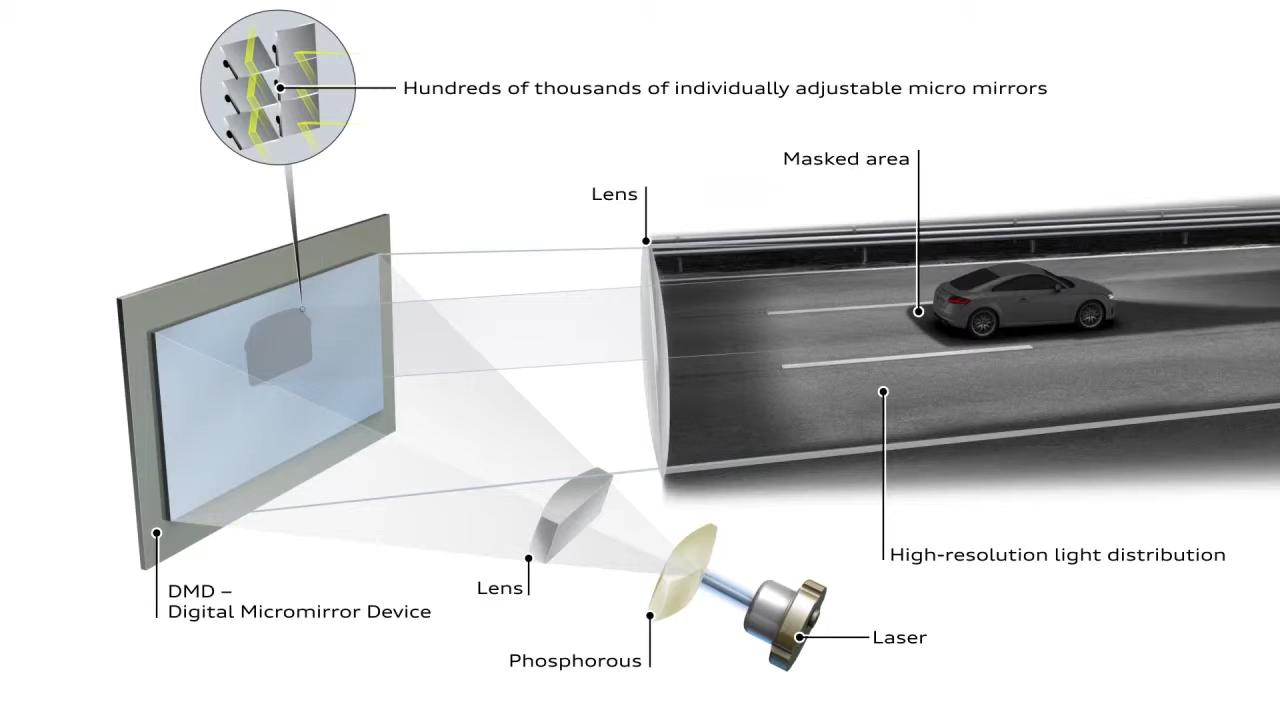 Hundreds of thousands of individually adjustable micro mirrors
Masked area
Lens
High-resolution light distribution
Lens
DMD –
Digital Micromirror Device
Laser
Phosphorous